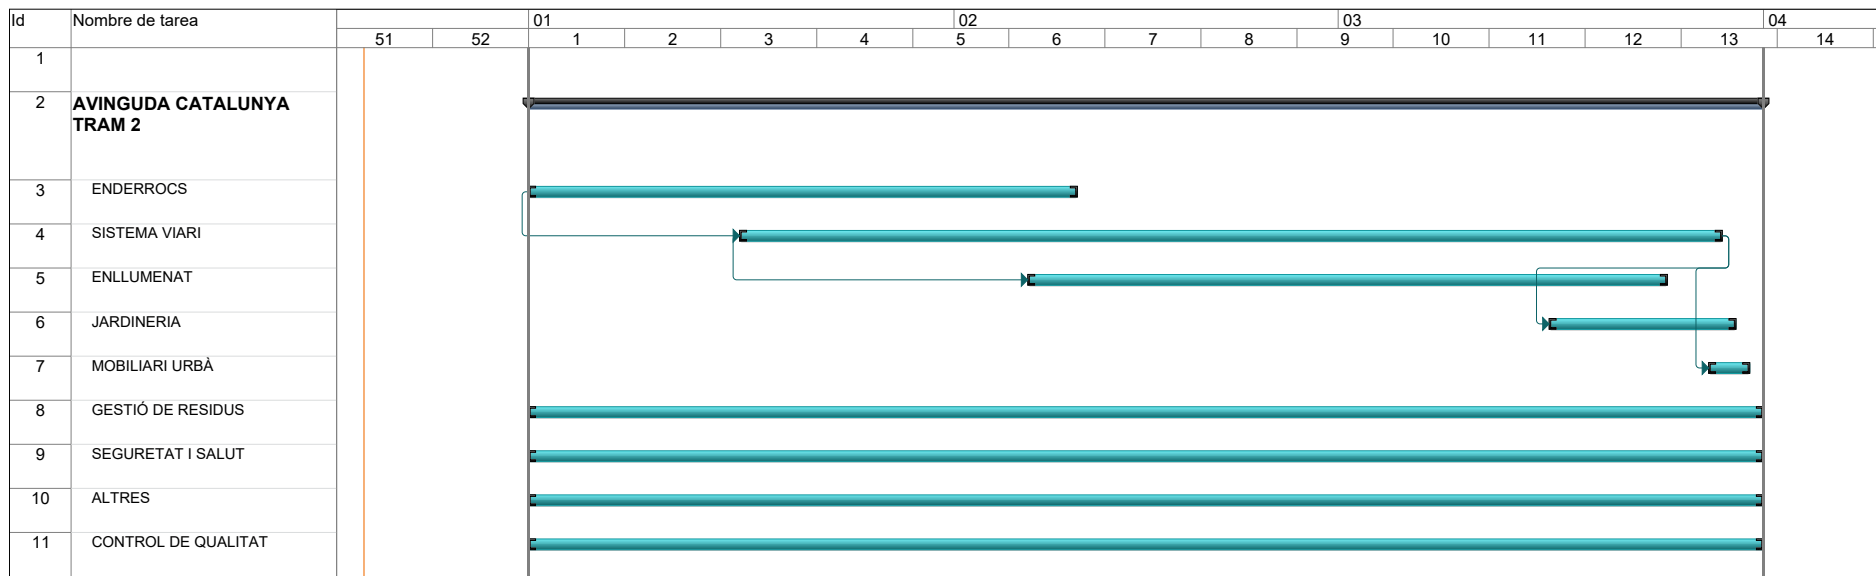 Id Nombre de tarea 01 02 03 04
51 52 1 2 3 4 5 6 7 8 9 10 11 12 13 14
1
2 AVINGUDA CATALUNYA
TRAM 2
3 ENDERROCS
4 SISTEMA VIARI
5 ENLLUMENAT
6 JARDINERIA
7 MOBILIARI URBÀ
8 GESTIÓ DE RESIDUS
9 SEGURETAT I SALUT
10 ALTRES
11 CONTROL DE QUALITAT